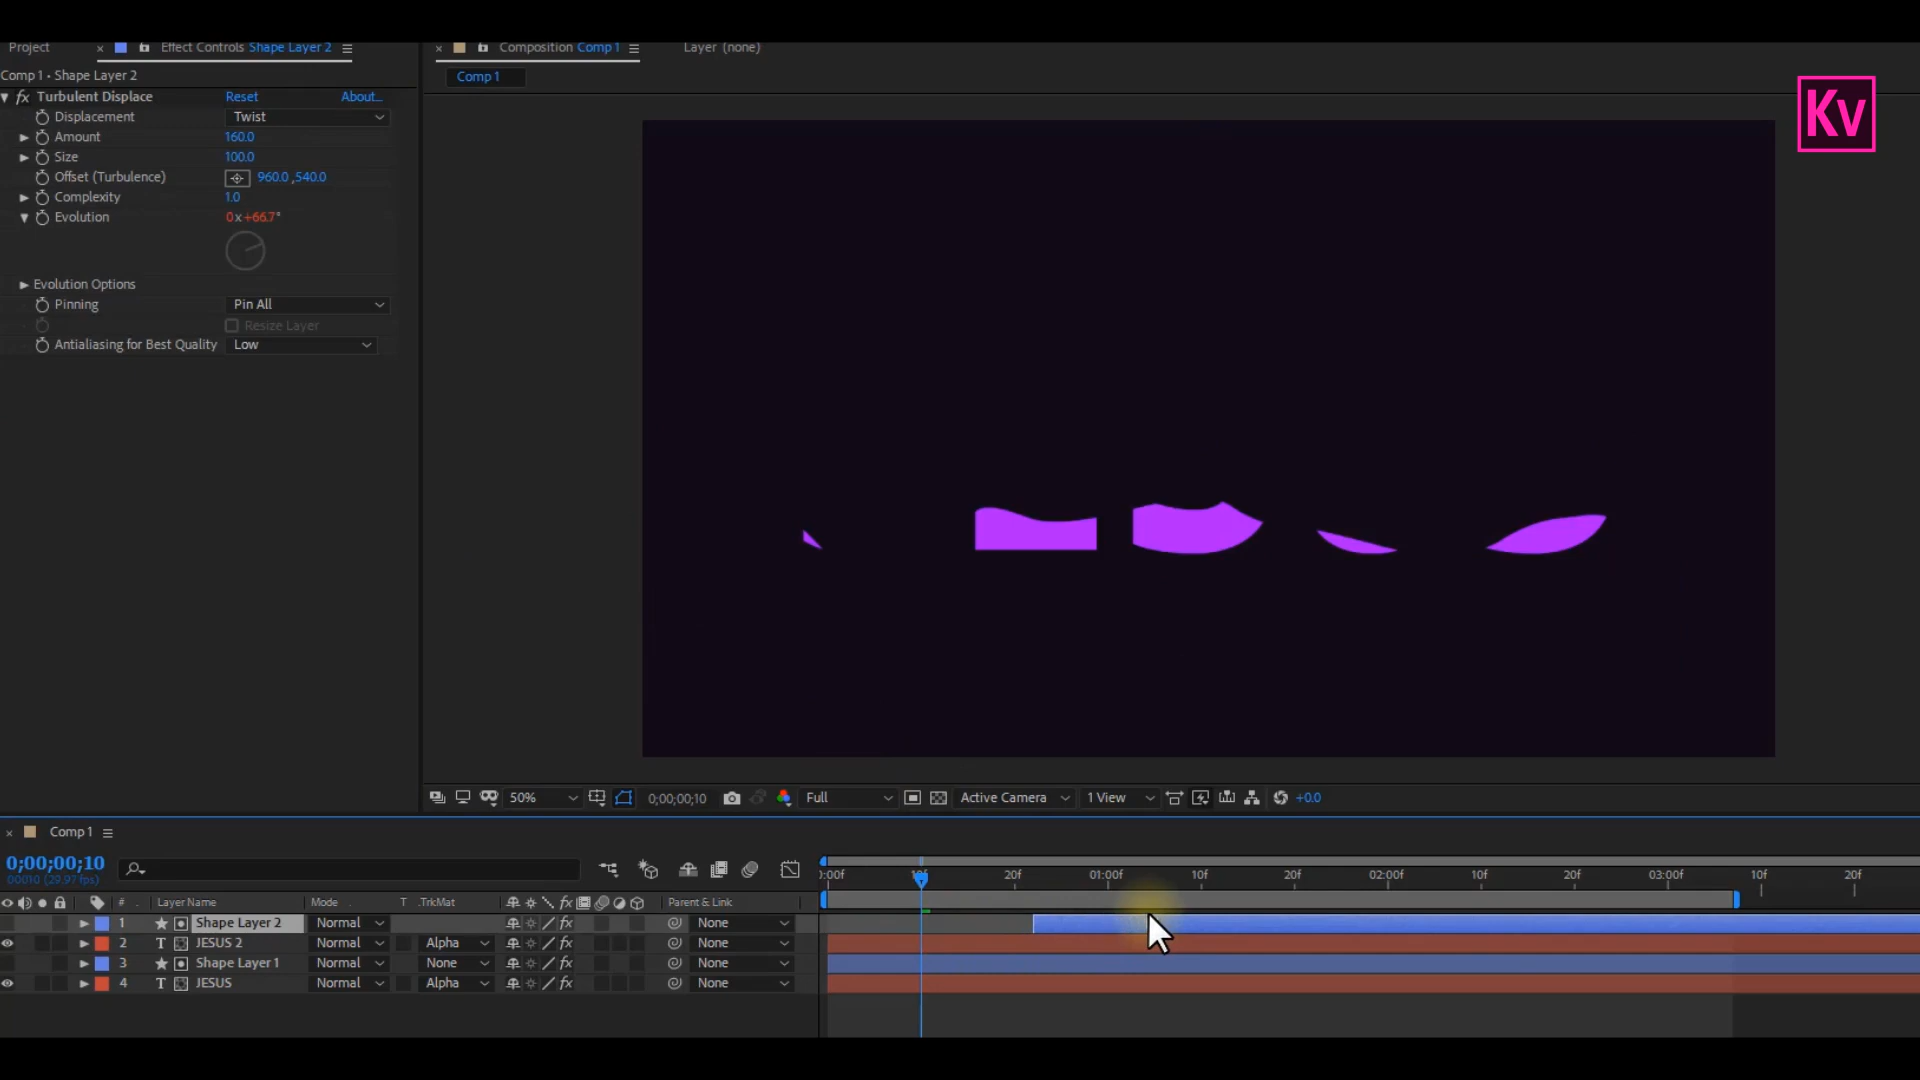 Project
× Effect Controls Shape Layer 2
× Composition Comp 1
Layer (none)
Comp 1 • Shape Layer 2
Comp 1
KV
fx Turbulent Displace Reset About...
Displacement Twist
Amount 160.0
Size 100.0
Offset (Turbulence) 960.0 ,540.0
Complexity 1.0
Evolution 0x+66.7°
Evolution Options
Pinning Pin All
Resize Layer
Antialiasing for Best Quality Low
50% 0;00;00;10 Full Active Camera 1 View +0.0
× Comp 1
0;00;00;10
00010 (29.97 fps)
):00f 10f 20f 01:00f 10f 20f 02:00f 10f 20f 03:00f 10f 20f
# Layer Name Mode T .TrkMat fx Parent & Link
1 Shape Layer 2 Normal fx None
2 T JESUS 2 Normal Alpha fx None
3 Shape Layer 1 Normal None fx None
4 T JESUS Normal Alpha fx None